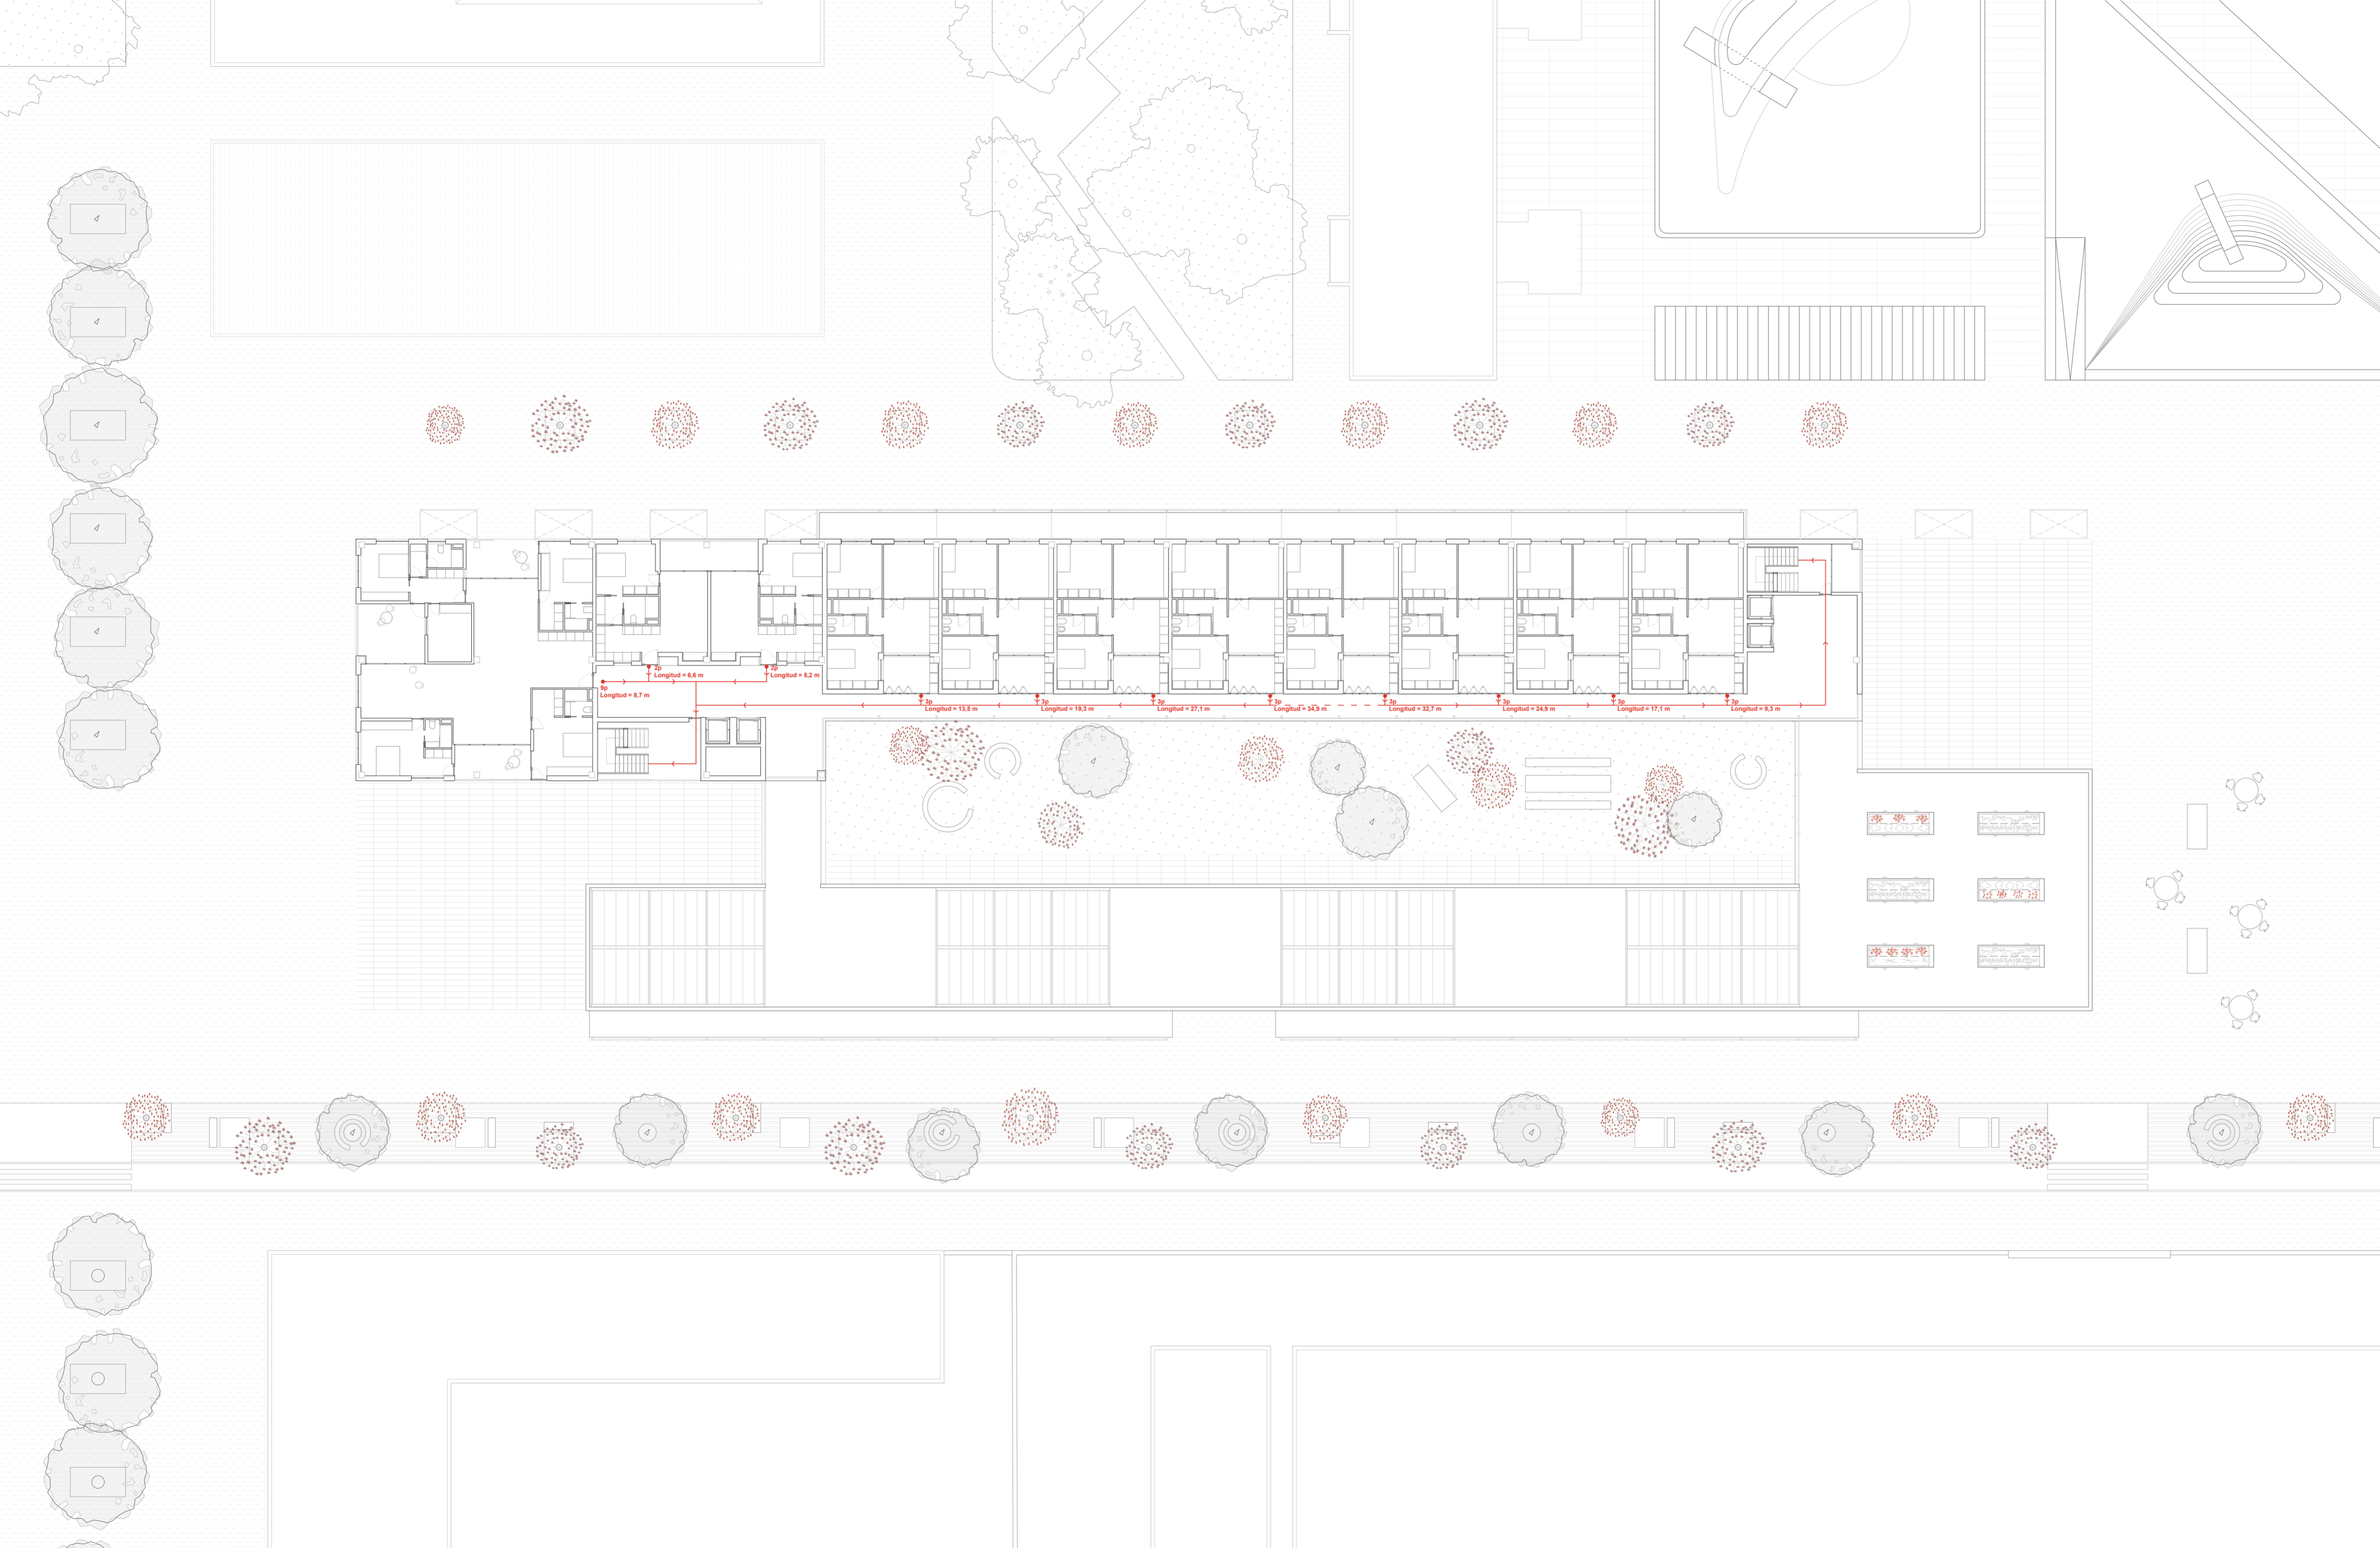 2p
Longitud = 6,6 m
2p
Longitud = 8,2 m
9p
Longitud = 8,7 m
3p
Longitud = 13,5 m
3p
Longitud = 19,3 m
3p
Longitud = 27,1 m
3p
Longitud = 34,9 m
3p
Longitud = 32,7 m
3p
Longitud = 24,9 m
3p
Longitud = 17,1 m
3p
Longitud = 9,3 m